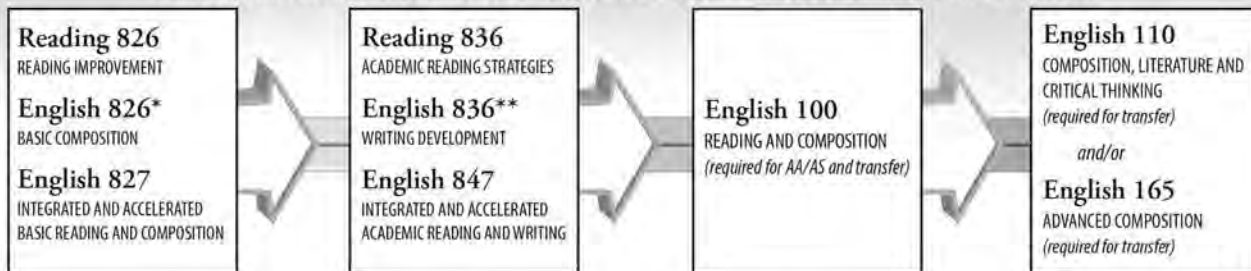 Reading 826
READING IMPROVEMENT
English 826*
BASIC COMPOSITION
English 827
INTEGRATED AND ACCELERATED
BASIC READING AND COMPOSITION
Reading 836
ACADEMIC READING STRATEGIES
English 836**
WRITING DEVELOPMENT
English 847
INTEGRATED AND ACCELERATED
ACADEMIC READING AND WRITING
English 100
READING AND COMPOSITION
(required for AA/AS and transfer)
English 110
COMPOSITION, LITERATURE AND
CRITICAL THINKING
(required for transfer)
and/or
English 165
ADVANCED COMPOSITION
(required for transfer)